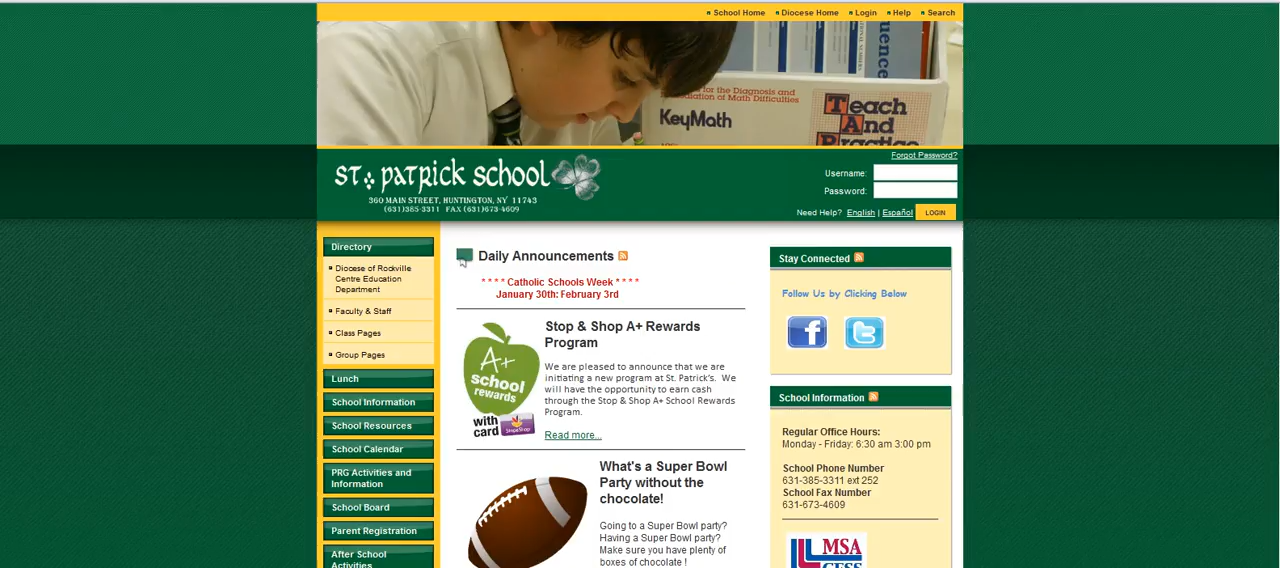 School Home Diocese Home Login Help Search
uence
for the Diagnosis and
of Math Difficulties
KeyMath
Teach
And
Practice
St. Patrick School
360 MAIN STREET, HUNTINGTON, NY 11743
(631)385-3311 FAX (631)673-4609
Forgot Password?
Username:
Password:
Need Help? English | Español LOGIN
Directory
Diocese of Rockville
Centre Education
Department
Faculty & Staff
Class Pages
Group Pages
Lunch
School Information
School Resources
School Calendar
PRG Activities and
Information
School Board
Parent Registration
After School
Activities
Daily Announcements
* * * * Catholic Schools Week * * * *
January 30th: February 3rd
A+
school
rewards
with
card
Stop&Shop
Stop & Shop A+ Rewards
Program
We are pleased to announce that we are
initiating a new program at St. Patrick's. We
will have the opportunity to earn cash
through the Stop & Shop A+ School Rewards
Program.
Read more...
What's a Super Bowl
Party without the
chocolate!
Going to a Super Bowl party?
Having a Super Bowl party?
Make sure you have plenty of
boxes of chocolate !
Stay Connected
Follow Us by Clicking Below
f t
School Information
Regular Office Hours:
Monday - Friday: 6:30 am 3:00 pm
School Phone Number
631-385-3311 ext 252
School Fax Number
631-673-4609
MSA
CESS